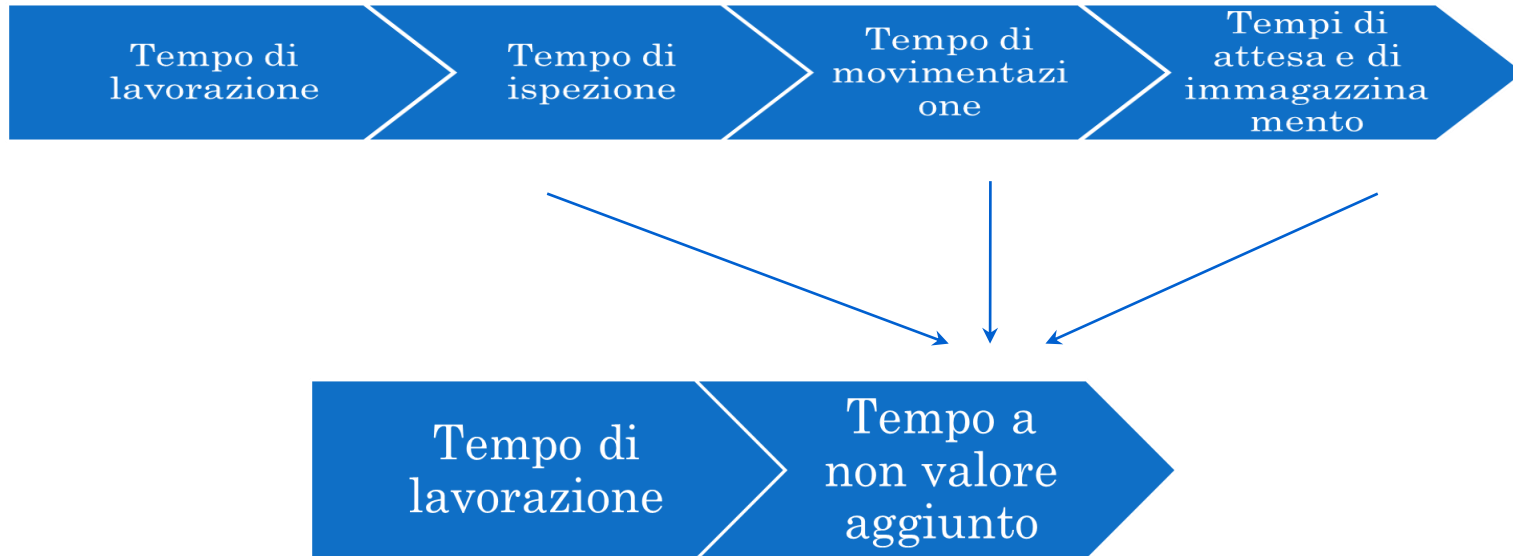 Tempo di
lavorazione
Tempo di
ispezione
Tempo di
movimentazi
one
Tempi di
attesa e di
immagazzina
mento
Tempo di
lavorazione
Tempo a
non valore
aggiunto